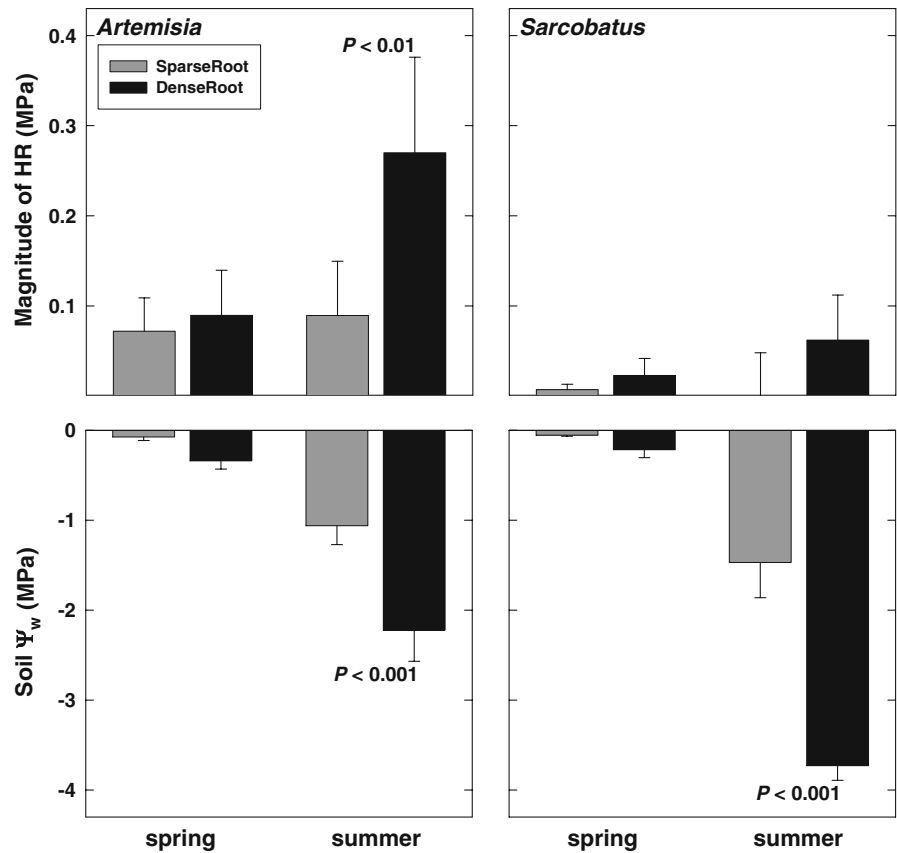 Artemisia
Sarcobatus
SparseRoot
DenseRoot
P < 0.01
Magnitude of HR (MPa)
0.4
0.3
0.2
0.1
Soil Ψw (MPa)
0
-1
-2
-3
-4
P < 0.001
P < 0.001
spring
summer
spring
summer